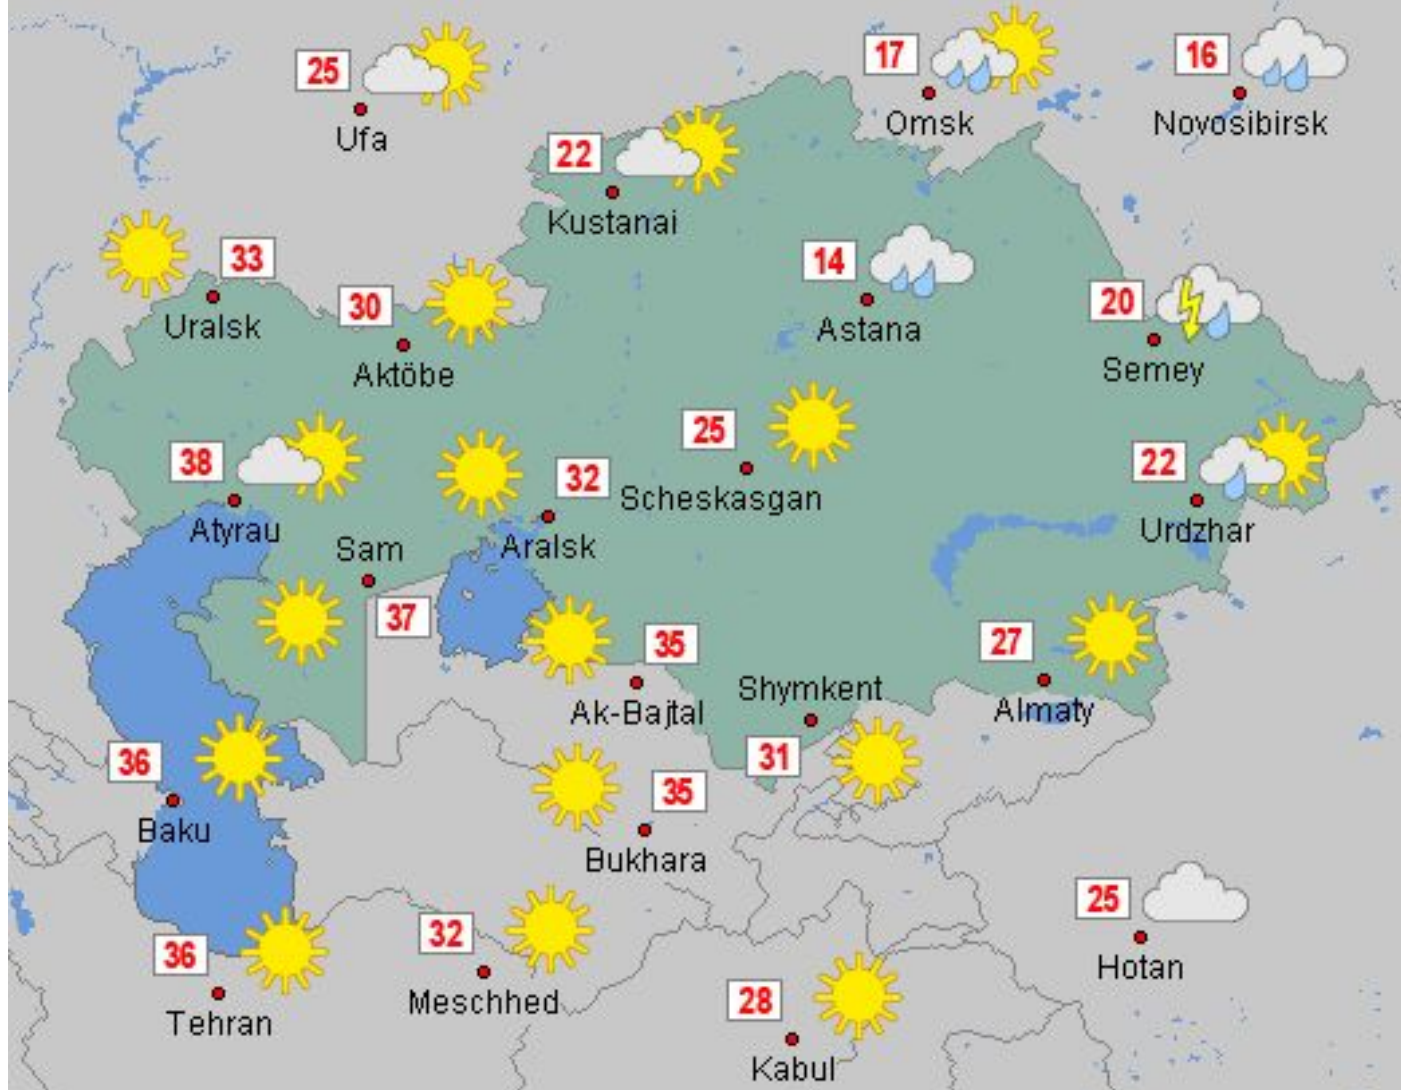 25
Ufa
17
Omsk
16
Novosibirsk
22
Kustanai
33
Uralsk
30
Aktöbe
14
Astana
20
Semey
38
Atyrau
32
Aralsk
25
Scheskasgan
22
Urdzhar
Sam
37
35
Ak-Bajtal
Shymkent
31
27
Almaty
36
Baku
35
Bukhara
25
Hotan
36
Tehran
32
Meschhed
28
Kabul